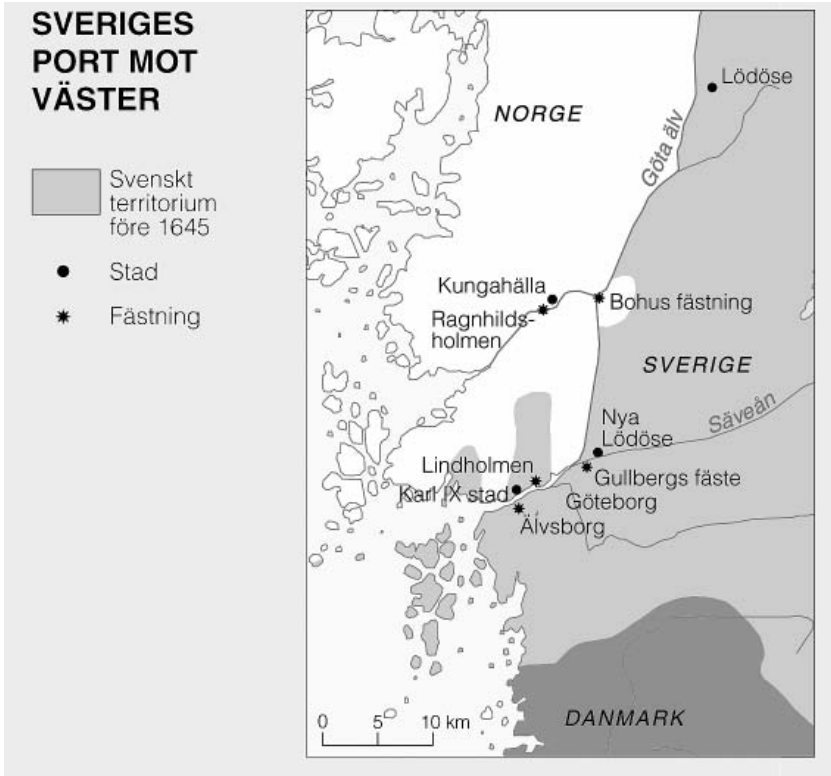 SVERIGES
PORT MOT
VÄSTER
Svenskt
territorium
före 1645
Stad
Fästning
Lödöse
NORGE
Göta älv
Kungahälla
Ragnhilds-
holmen
Bohus fästning
SVERIGE
Säveån
Nya
Lödöse
Lindholmen
Gullbergs fäste
Karl IX stad
Göteborg
Älvsborg
DANMARK
0 5 10 km